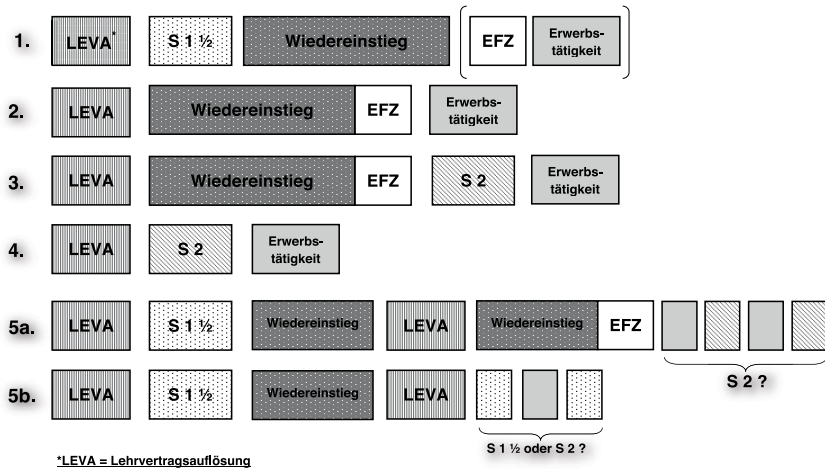 1. LEVA* S 1 ½ Wiedereinstieg EFZ Erwerbs-
tätigkeit
2. LEVA Wiedereinstieg EFZ Erwerbs-
tätigkeit
3. LEVA Wiedereinstieg EFZ S 2 Erwerbs-
tätigkeit
4. LEVA S 2 Erwerbs-
tätigkeit
5a. LEVA S 1 ½ Wiedereinstieg LEVA Wiedereinstieg EFZ
S 2 ?
5b. LEVA S 1 ½ Wiedereinstieg LEVA
S 1 ½ oder S 2 ?
*LEVA = Lehrvertragsauflösung